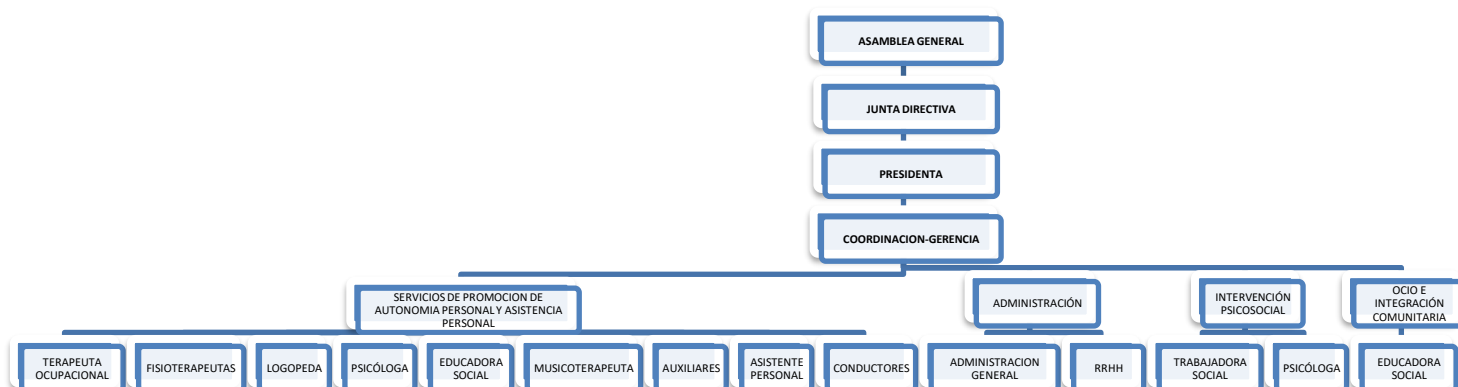 ASAMBLEA GENERAL
JUNTA DIRECTIVA
PRESIDENTA
COORDINACION-GERENCIA
SERVICIOS DE PROMOCION DE
AUTONOMIA PERSONAL Y ASISTENCIA
PERSONAL
ADMINISTRACIÓN
INTERVENCIÓN
PSICOSOCIAL
OCIO E
INTEGRACIÓN
COMUNITARIA
TERAPEUTA
OCUPACIONAL
FISIOTERAPEUTAS
LOGOPEDA
PSICÓLOGA
EDUCADORA
SOCIAL
MUSICOTERAPEUTA
AUXILIARES
ASISTENTE
PERSONAL
CONDUCTORES
ADMINISTRACION
GENERAL
RRHH
TRABAJADORA
SOCIAL
PSICÓLOGA
EDUCADORA
SOCIAL